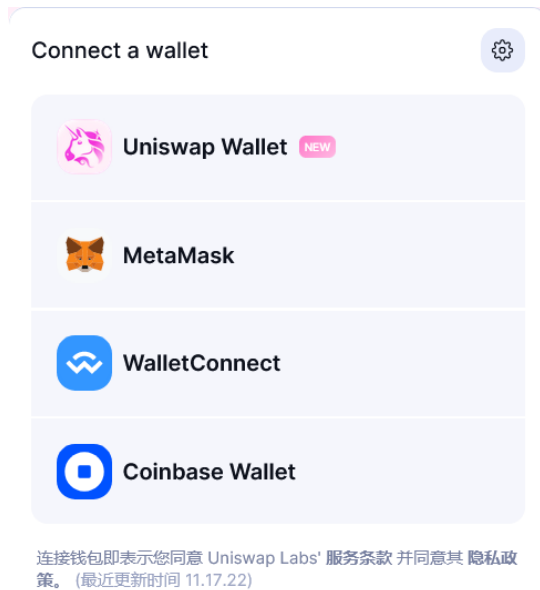 Connect a wallet
Uniswap Wallet NEW
MetaMask
WalletConnect
Coinbase Wallet
连接钱包即表示您同意 Uniswap Labs' 服务条款 并同意其 隐私政
策。 (最近更新时间 11.17.22)